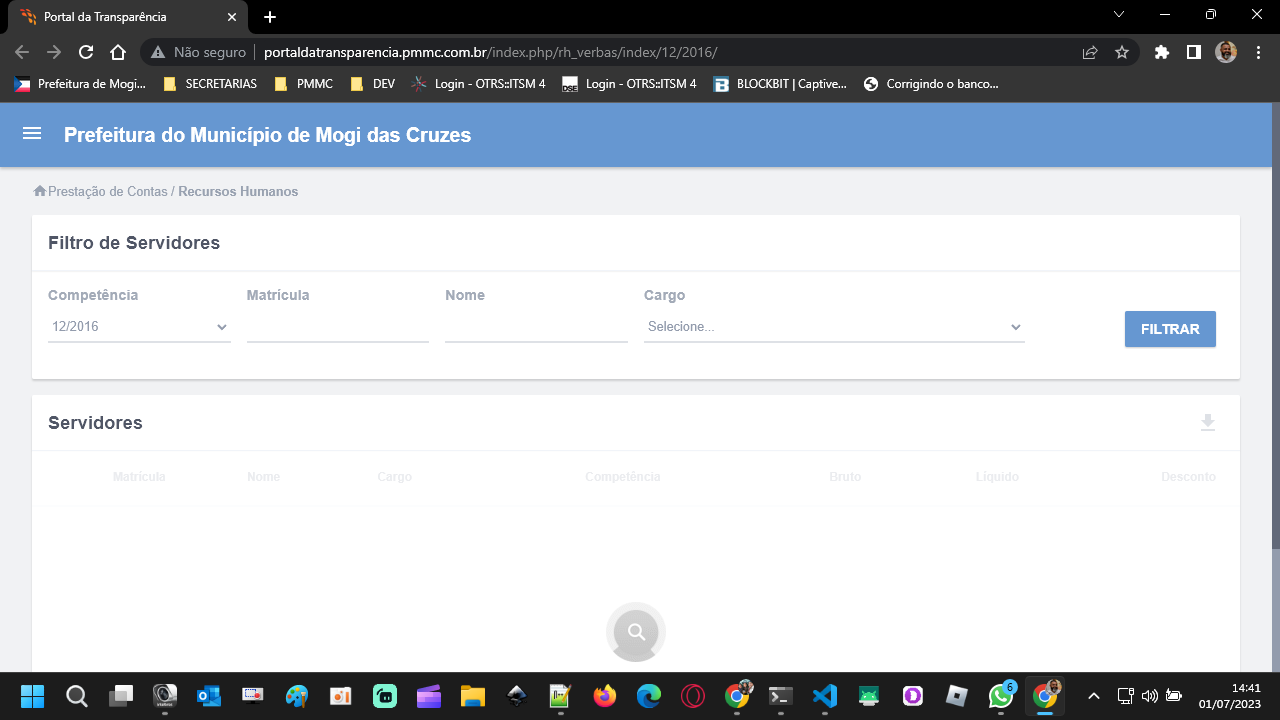 Portal da Transparência
Não seguro
portaldatransparencia.pmmc.com.br/index.php/rh_verbas/index/12/2016/
Prefeitura de Mogi...
SECRETARIAS
PMMC
DEV
Login - OTRS::ITSM 4
DSE
Login - OTRS::ITSM 4
B
BLOCKBIT | Captive...
Corrigindo o banco...
Prefeitura do Município de Mogi das Cruzes
Prestação de Contas / Recursos Humanos
Filtro de Servidores
Competência
Matrícula
Nome
Cargo
12/2016
Selecione...
FILTRAR
Servidores
Matrícula
Nome
Cargo
Competência
Bruto
Líquido
Desconto
6
14:41
01/07/2023